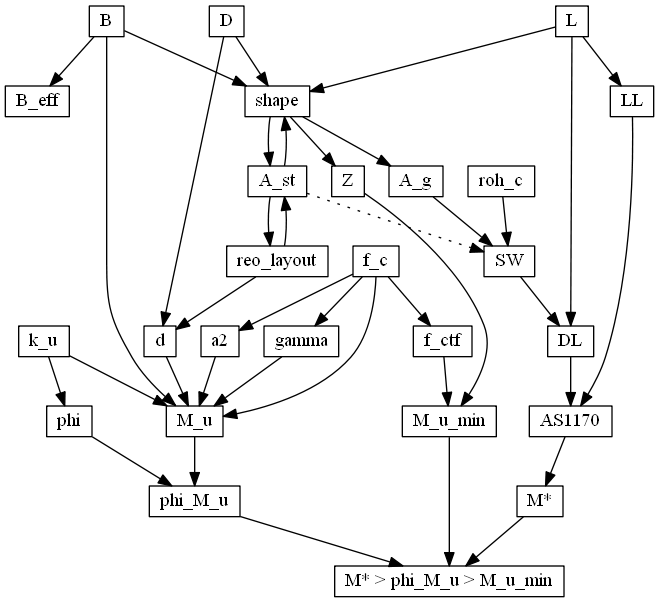 B
D
L
B_eff
shape
LL
A_st
Z
A_g
roh_c
reo_layout
f_c
SW
k_u
d
a2
gamma
f_ctf
DL
phi
M_u
M_u_min
AS1170
phi_M_u
M*
M* > phi_M_u > M_u_min